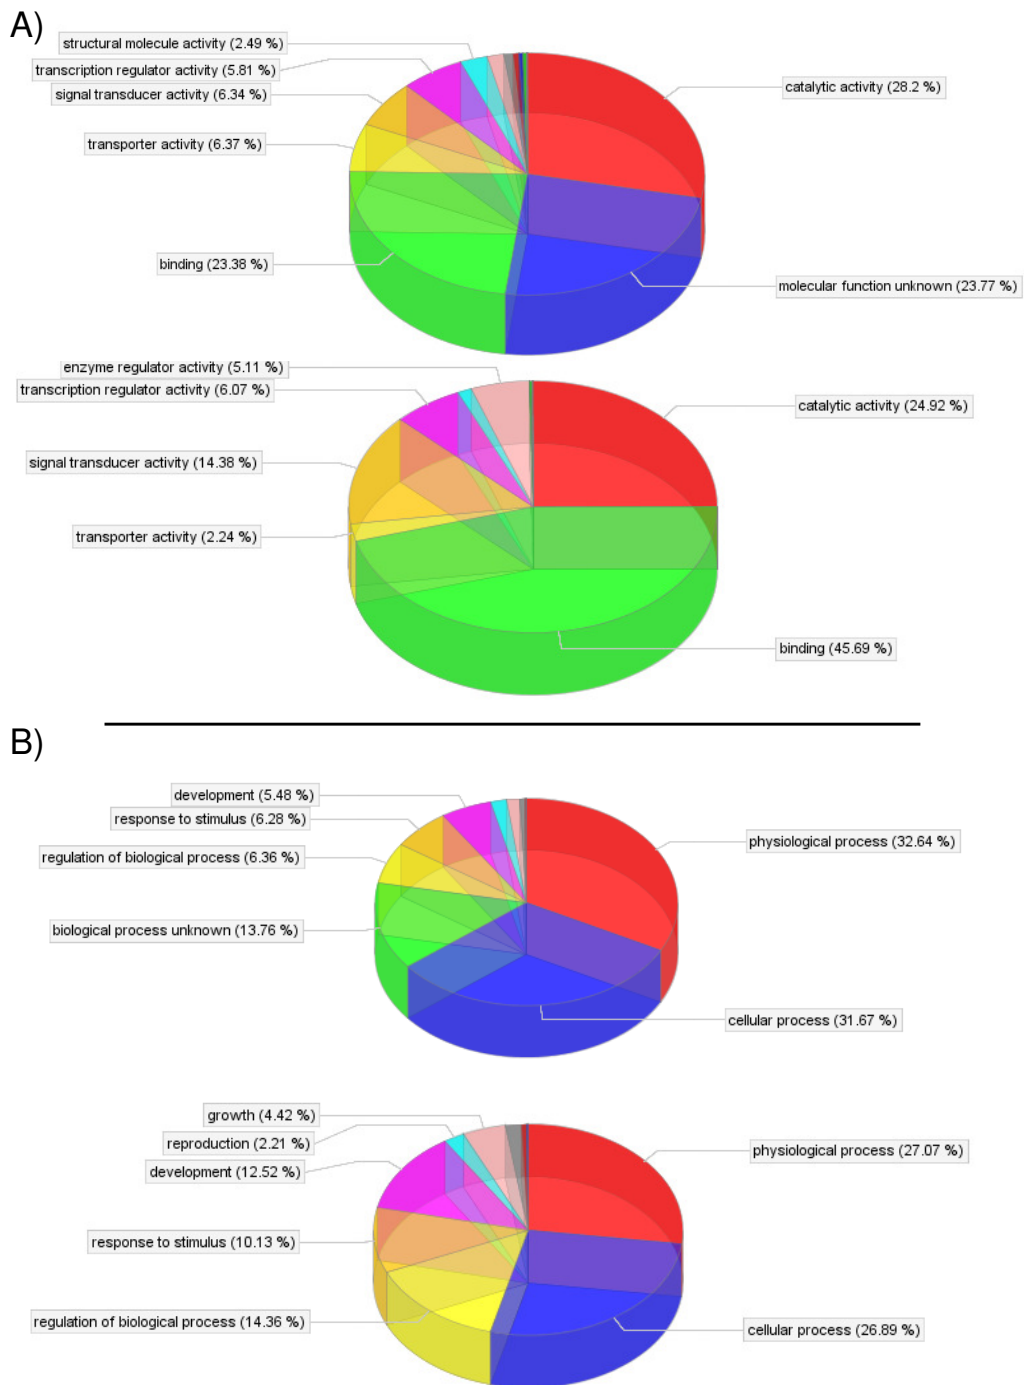 A)
structural molecule activity (2.49 %)
transcription regulator activity (5.81 %)
signal transducer activity (6.34 %)
catalytic activity (28.2 %)
transporter activity (6.37 %)
binding (23.38 %)
molecular function unknown (23.77 %)
enzyme regulator activity (5.11 %)
transcription regulator activity (6.07 %)
catalytic activity (24.92 %)
signal transducer activity (14.38 %)
transporter activity (2.24 %)
binding (45.69 %)
B)
development (5.48 %)
response to stimulus (6.28 %)
physiological process (32.64 %)
regulation of biological process (6.36 %)
biological process unknown (13.76 %)
cellular process (31.67 %)
growth (4.42 %)
reproduction (2.21 %)
physiological process (27.07 %)
development (12.52 %)
response to stimulus (10.13 %)
regulation of biological process (14.36 %)
cellular process (26.89 %)